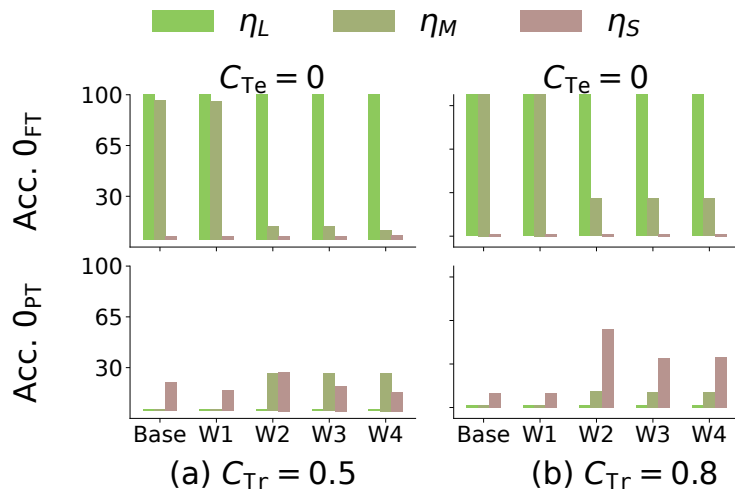 η_L η_M η_S
C_Te = 0 C_Te = 0
Acc. 0_FT
100
65
30
Acc. 0_PT
100
65
30
Base W1 W2 W3 W4 Base W1 W2 W3 W4
(a) C_Tr = 0.5 (b) C_Tr = 0.8